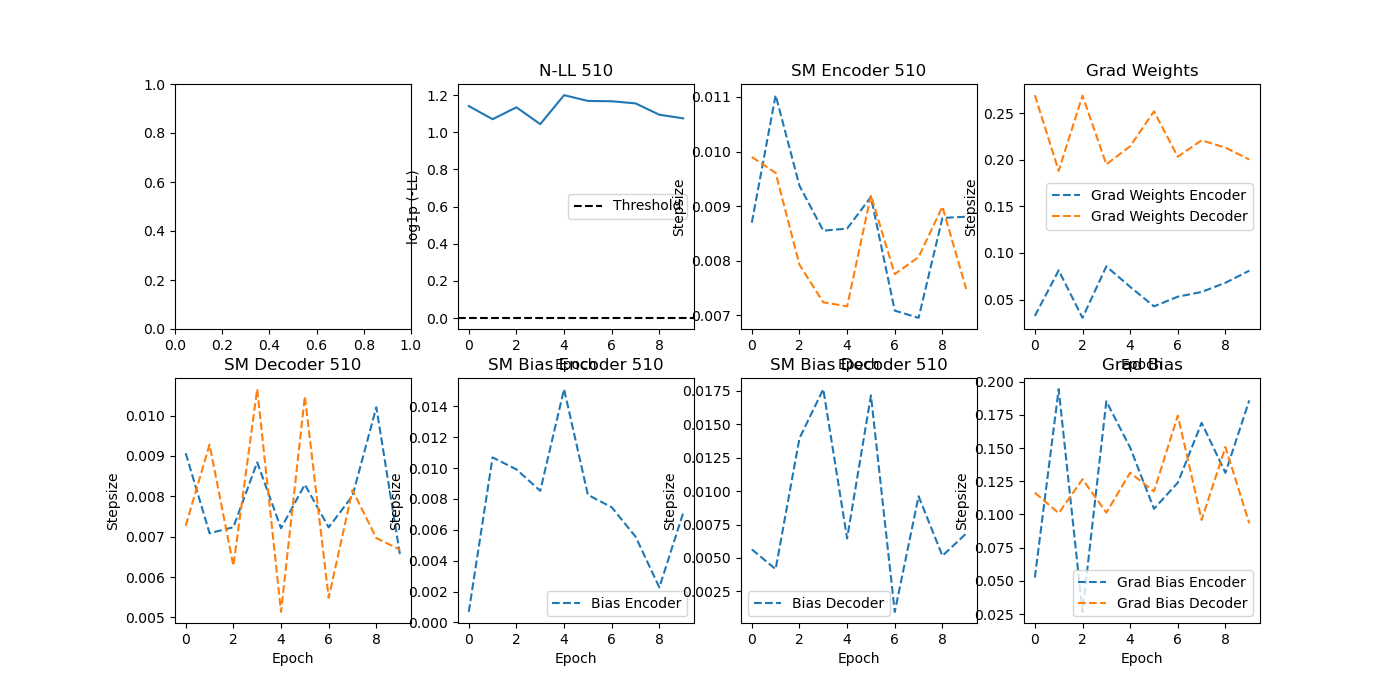 N-LL 510
SM Encoder 510
Grad Weights
1.0
0.8
0.6
0.4
0.2
0.0
0.0 0.2 0.4 0.6 0.8 1.0
log1p (-LL)
1.2
1.0
0.8
0.6
0.4
0.2
0.0
Threshold
0 2 4 6 8
Epoch
Stepsize
0.011
0.010
0.009
0.008
0.007
0 2 4 6 8
Epoch
Stepsize
0.25
0.20
0.15
0.10
0.05
Grad Weights Encoder
Grad Weights Decoder
0 2 4 6 8
Epoch
SM Decoder 510
SM Bias Encoder 510
SM Bias Decoder 510
Grad Bias
Stepsize
0.010
0.009
0.008
0.007
0.006
0.005
0 2 4 6 8
Epoch
Stepsize
0.014
0.012
0.010
0.008
0.006
0.004
0.002
0.000
Bias Encoder
0 2 4 6 8
Epoch
Stepsize
0.0175
0.0150
0.0125
0.0100
0.0075
0.0050
0.0025
Bias Decoder
0 2 4 6 8
Epoch
Stepsize
0.200
0.175
0.150
0.125
0.100
0.075
0.050
0.025
Grad Bias Encoder
Grad Bias Decoder
0 2 4 6 8
Epoch